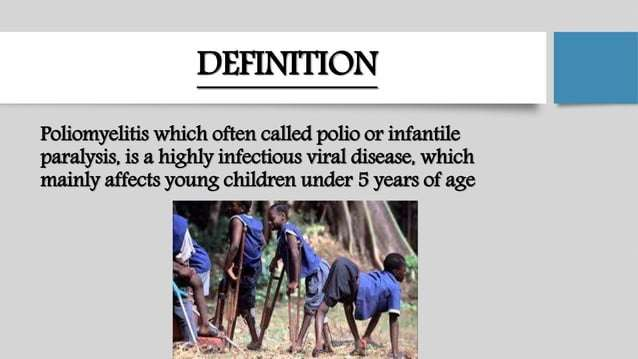 DEFINITION
Poliomyelitis which often called polio or infantile
paralysis, is a highly infectious viral disease, which
mainly affects young children under 5 years of age